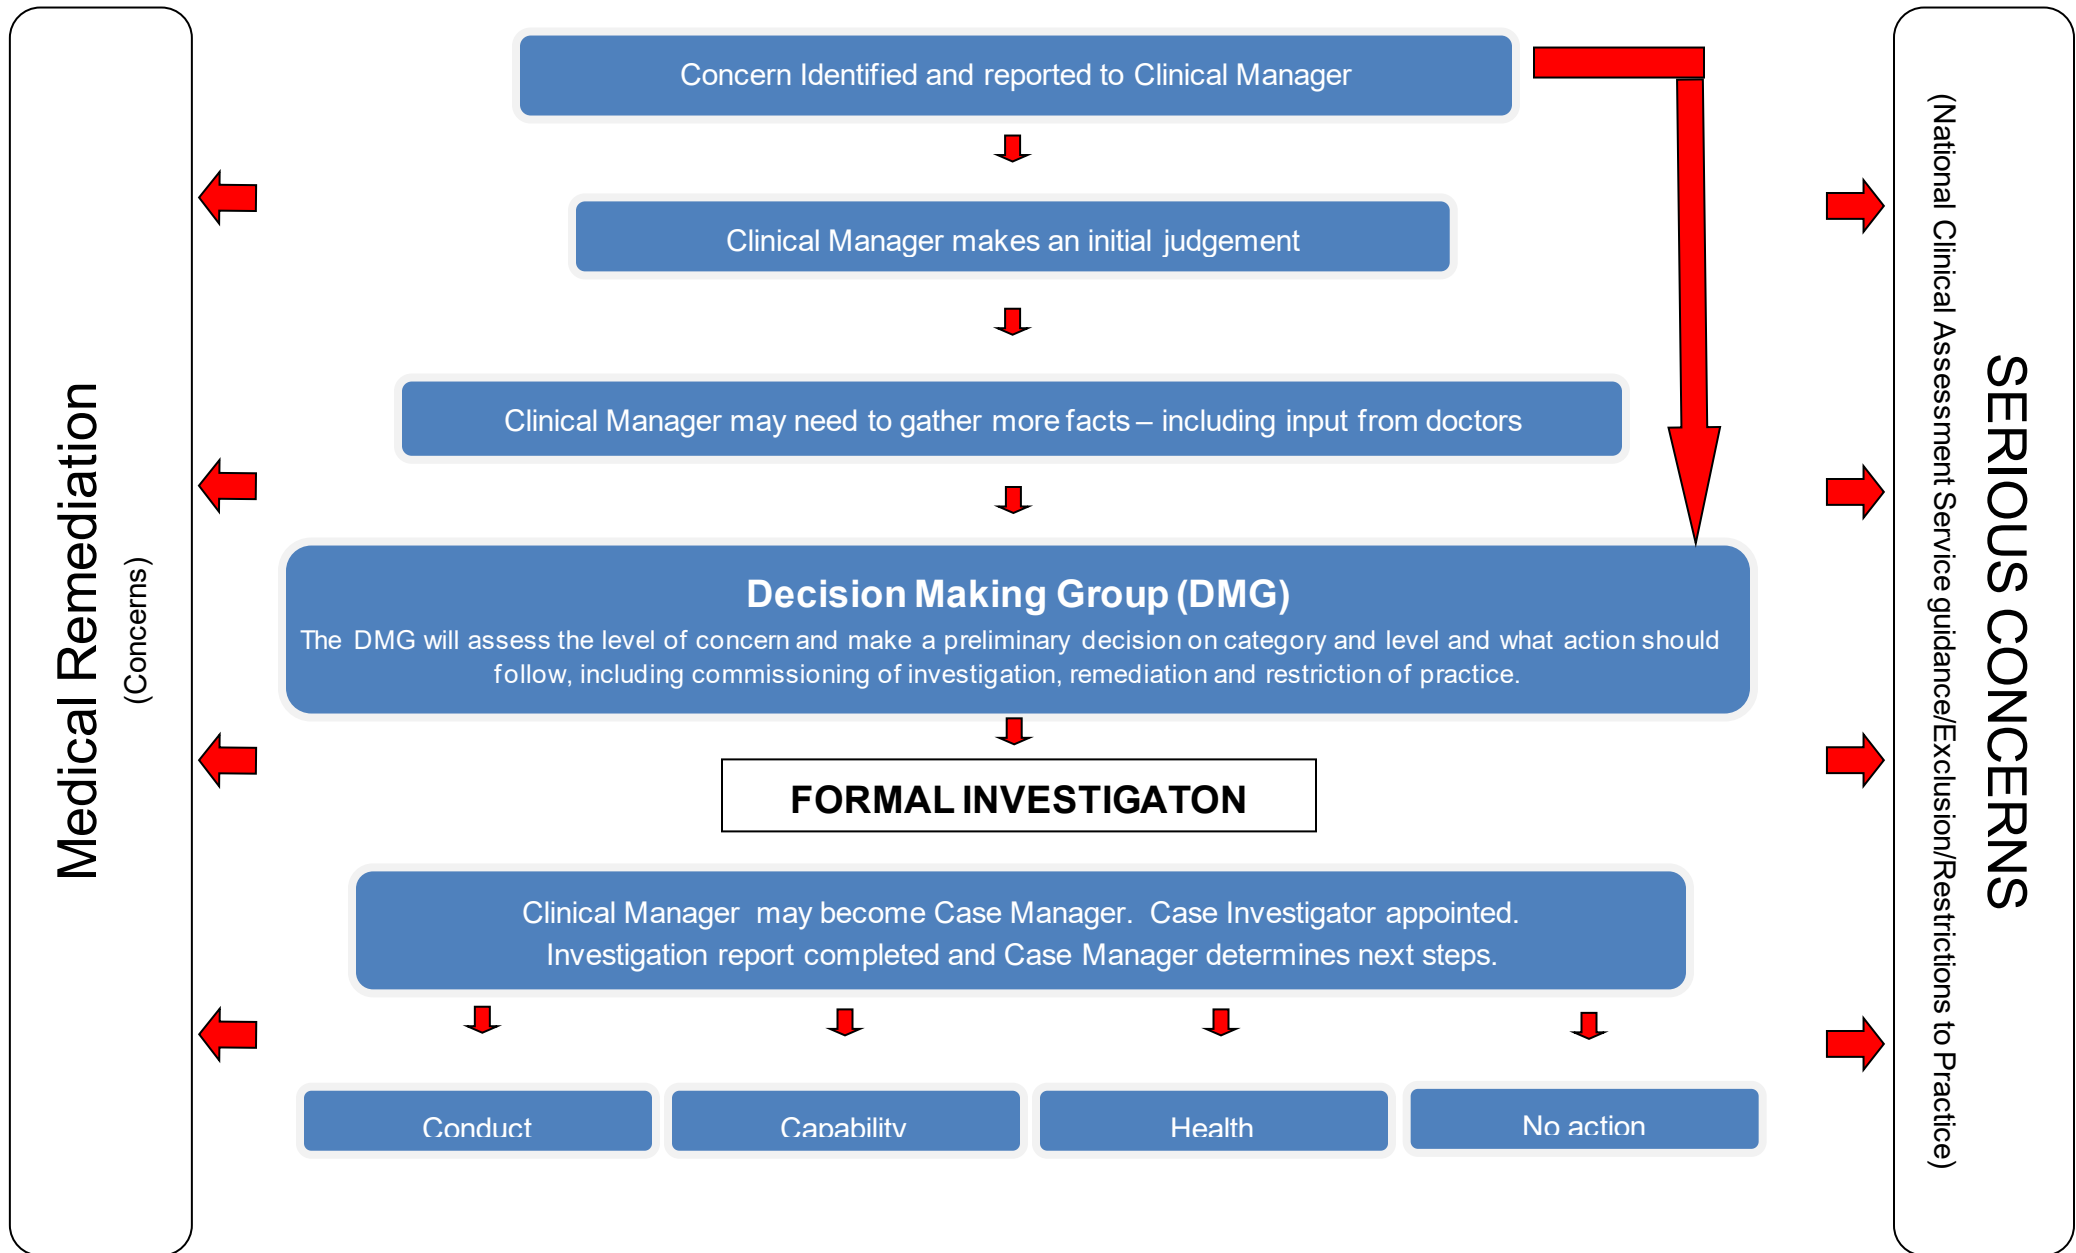 Medical Remediation
(Concerns)
Concern Identified and reported to Clinical Manager
Clinical Manager makes an initial judgement
Clinical Manager may need to gather more facts – including input from doctors
Decision Making Group (DMG)
The DMG will assess the level of concern and make a preliminary decision on category and level and what action should
follow, including commissioning of investigation, remediation and restriction of practice.
FORMAL INVESTIGATON
Clinical Manager may become Case Manager. Case Investigator appointed.
Investigation report completed and Case Manager determines next steps.
Conduct
Capability
Health
No action
SERIOUS CONCERNS
(National Clinical Assessment Service guidance/Exclusion/Restrictions to Practice)